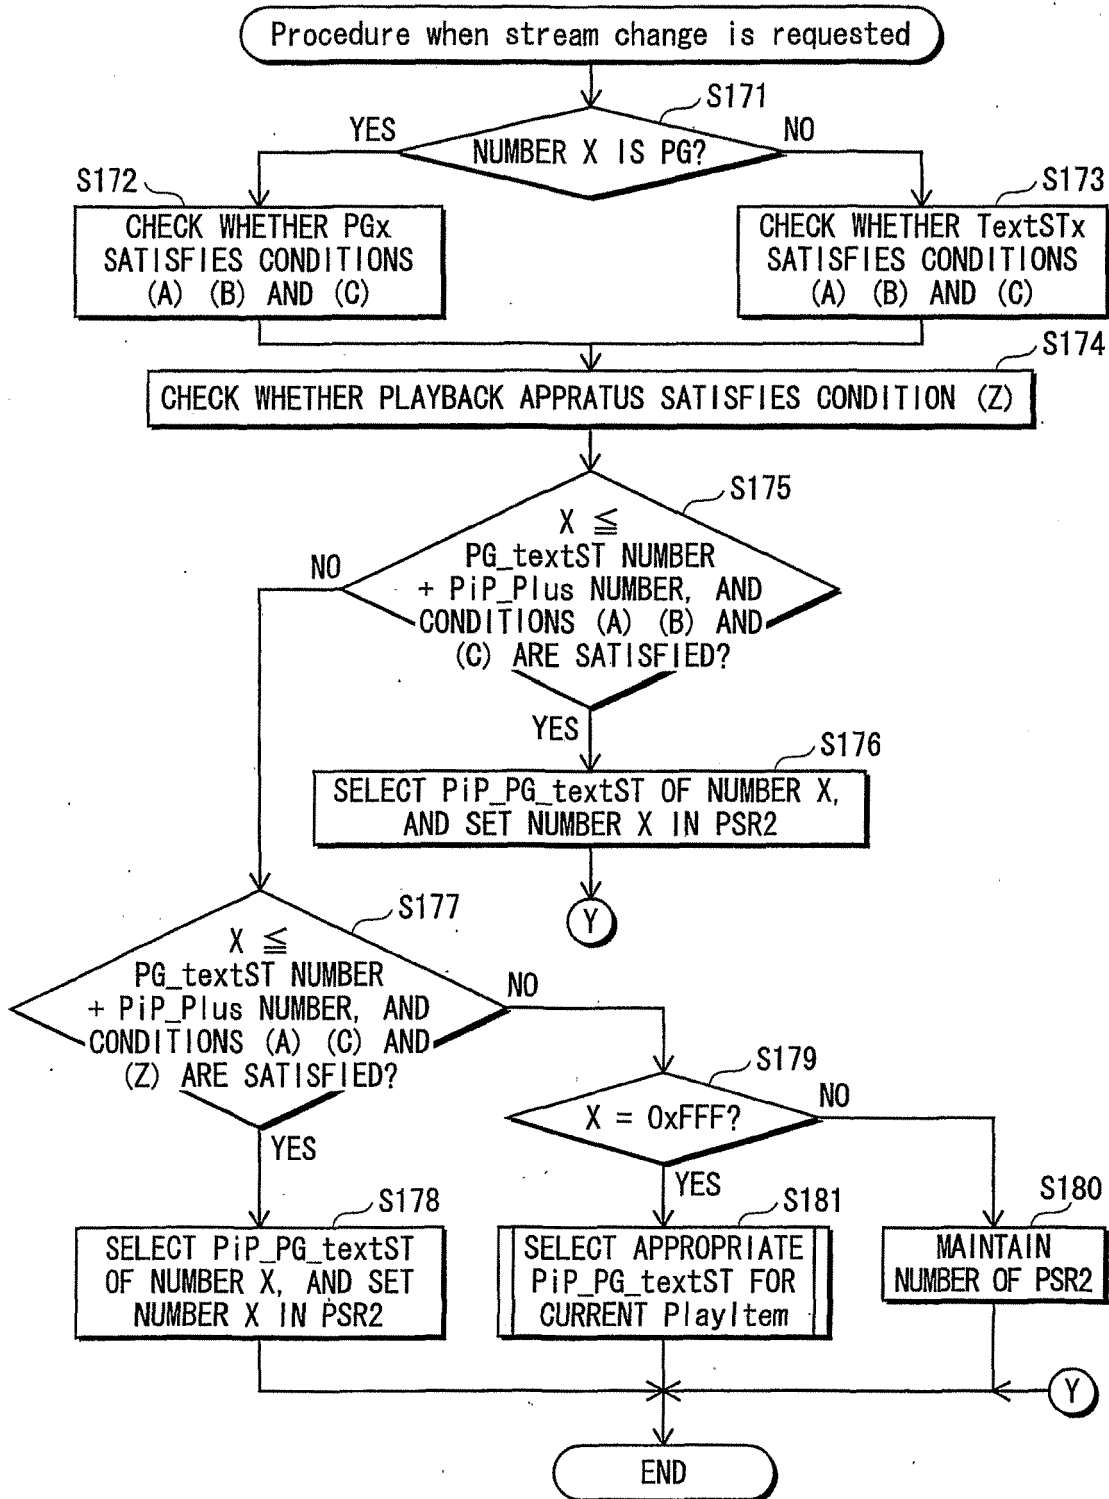 Procedure when stream change is requested
S171
YES
NO
NUMBER X IS PG?
S172
S173
CHECK WHETHER PGx
SATISFIES CONDITIONS
(A) (B) AND (C)
CHECK WHETHER TextSTx
SATISFIES CONDITIONS
(A) (B) AND (C)
S174
CHECK WHETHER PLAYBACK APPRATUS SATISFIES CONDITION (Z)
S175
X ≦
PG_textST NUMBER
+ PiP_Plus NUMBER, AND
CONDITIONS (A) (B) AND
(C) ARE SATISFIED?
NO
YES
S176
SELECT PiP_PG_textST OF NUMBER X,
AND SET NUMBER X IN PSR2
Y
S177
X ≦
PG_textST NUMBER
+ PiP_Plus NUMBER, AND
CONDITIONS (A) (C) AND
(Z) ARE SATISFIED?
NO
YES
S179
X = 0xFFF?
NO
YES
S178
SELECT PiP_PG_textST
OF NUMBER X, AND SET
NUMBER X IN PSR2
S181
SELECT APPROPRIATE
PiP_PG_textST FOR
CURRENT PlayItem
S180
MAINTAIN
NUMBER OF PSR2
Y
END